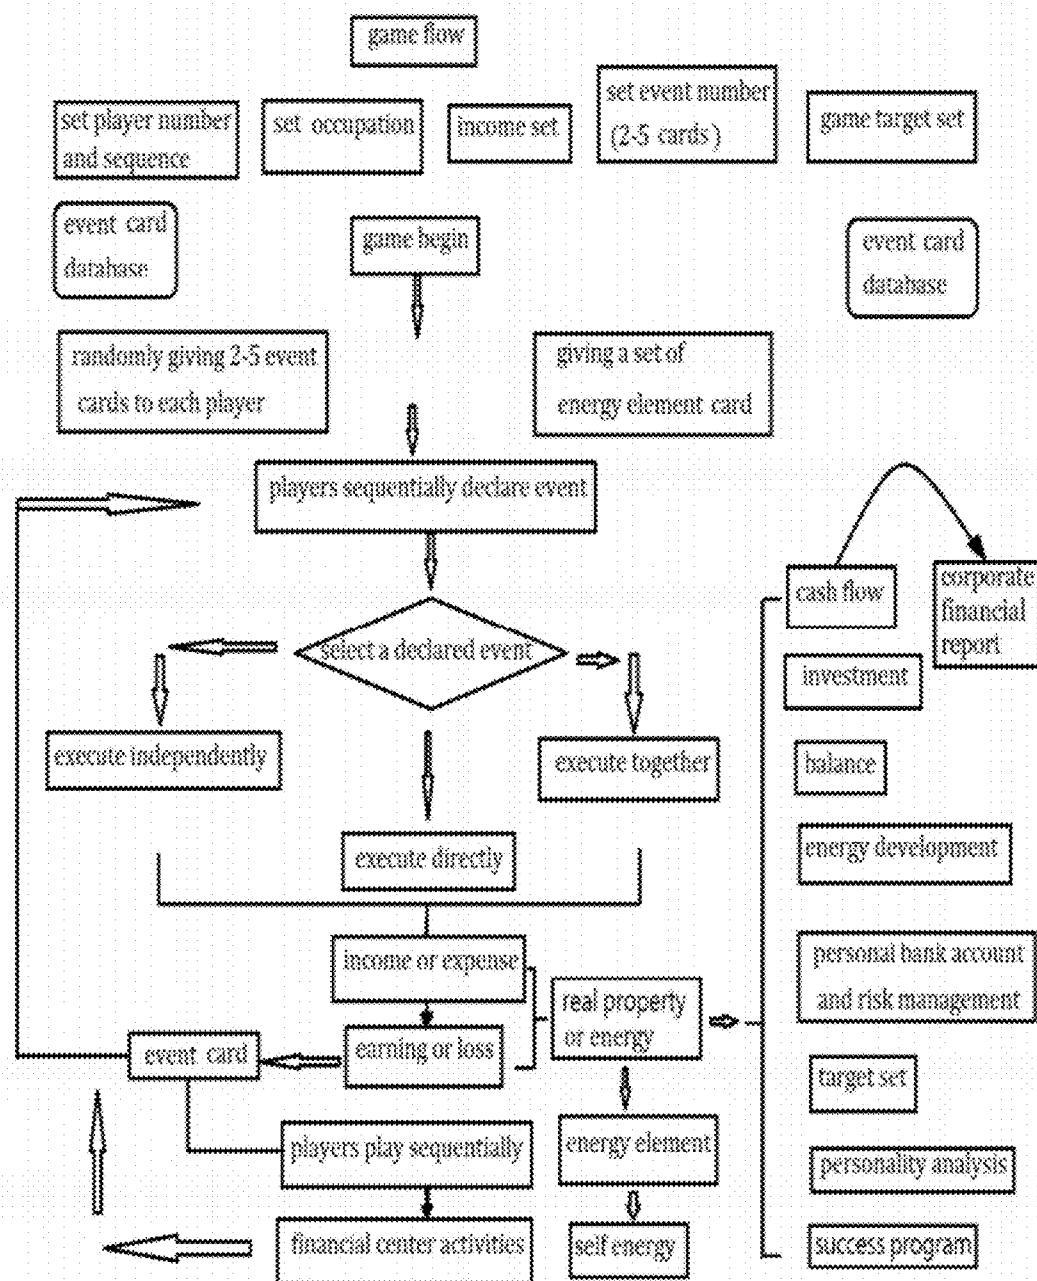 game flow
set player number
and sequence
set occupation
income set
set event number
(2-5 cards)
game target set
event card
database
game begin
event card
database
randomly giving 2-5 event
cards to each player
giving a set of
energy element card
players sequentially declare event
select a declared event
execute independently
execute together
execute directly
income or expense
earning or loss
event card
players play sequentially
financial center activities
real property
or energy
energy element
self energy
cash flow
corporate
financial
report
investment
balance
energy development
personal bank account
and risk management
target set
personality analysis
success program